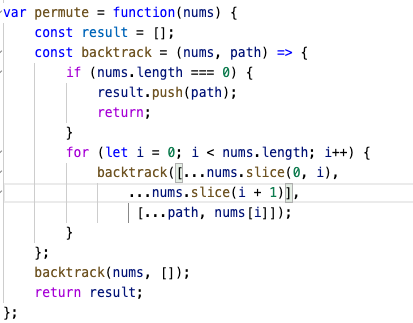 var permute = function(nums) {
    const result = [];
    const backtrack = (nums, path) => {
        if (nums.length === 0) {
            result.push(path);
            return;
        }
        for (let i = 0; i < nums.length; i++) {
            backtrack([...nums.slice(0, i),
                ...nums.slice(i + 1)],
                 [...path, nums[i]]);
        }
    };
    backtrack(nums, []);
    return result;
};